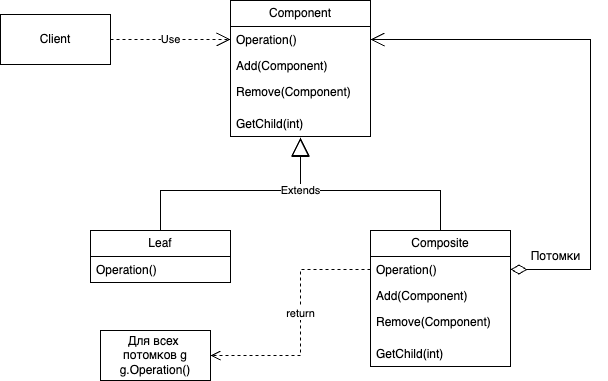 Component
Client
Use
Operation()
Add(Component)
Remove(Component)
GetChild(int)
Extends
Leaf
Operation()
Composite
Operation()
Add(Component)
Remove(Component)
GetChild(int)
Потомки
return
Для всех
потомков g
g.Operation()